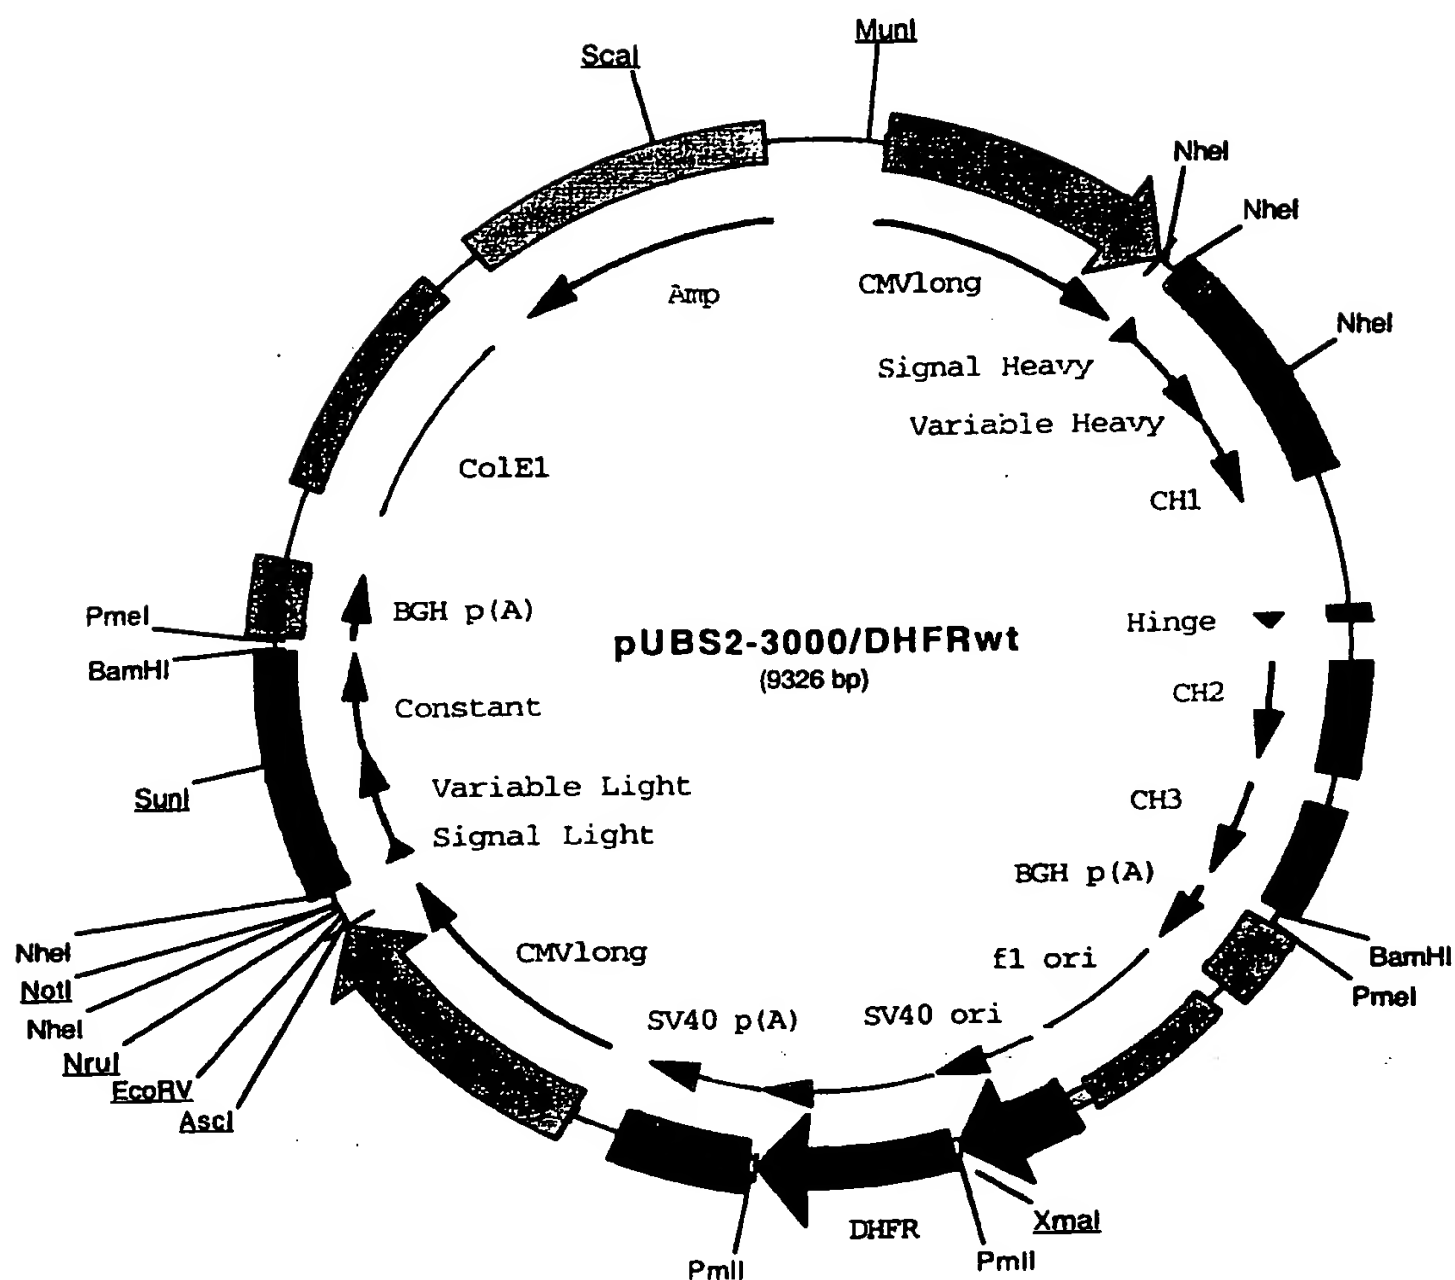 MunI
ScaI
NheI
NheI
NheI
Amp
CMVlong
Signal Heavy
Variable Heavy
ColE1
CH1
BGH p(A)
pUBS2-3000/DHFRwt
(9326 bp)
Hinge
PmeI
BamHI
Constant
CH2
SunI
Variable Light
Signal Light
CH3
BGH p(A)
NheI
NotI
NheI
NruI
EcoRV
AscI
CMVlong
f1 ori
BamHI
PmeI
SV40 p(A)
SV40 ori
XmaI
DHFR
PmlI
PmlI